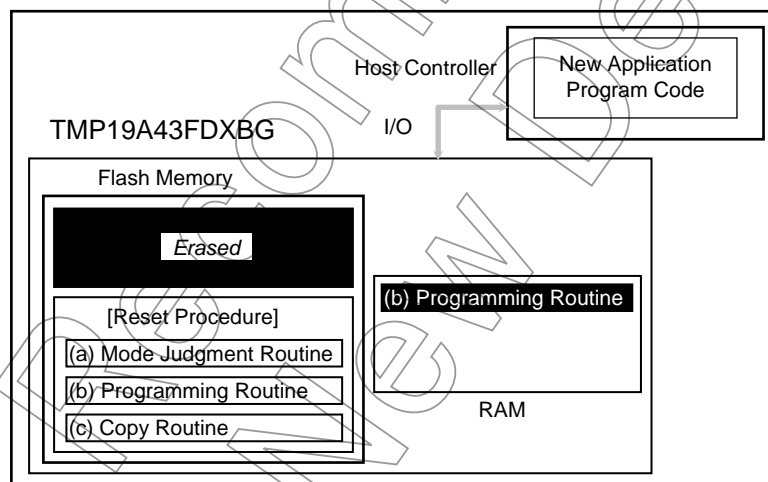 Host Controller
New Application
Program Code
TMP19A43FDXBG
I/O
Flash Memory
Erased
[Reset Procedure]
(a) Mode Judgment Routine
(b) Programming Routine
(c) Copy Routine
(b) Programming Routine
RAM